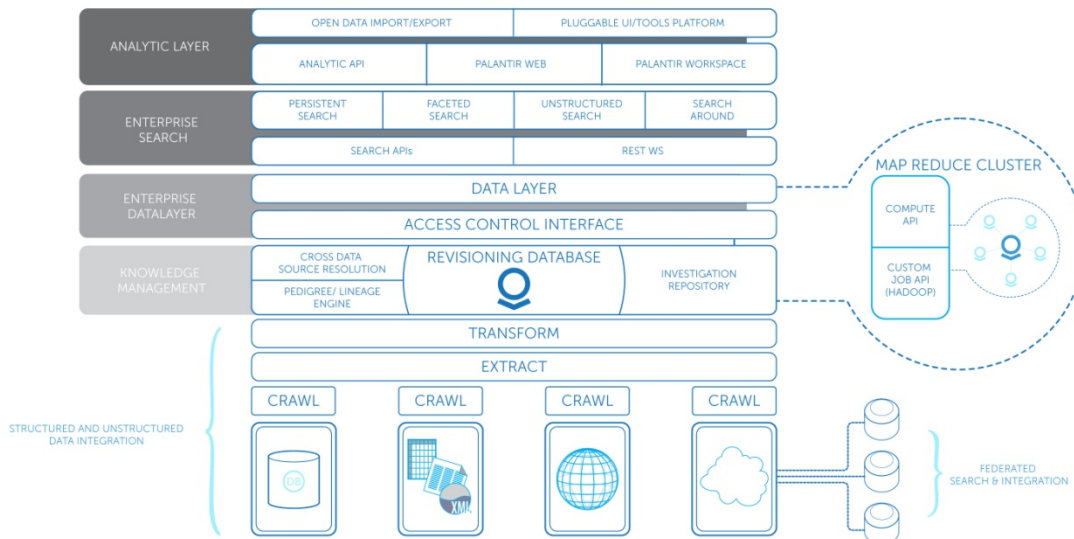 OPEN DATA IMPORT/EXPORT
PLUGGABLE UI/TOOLS PLATFORM
ANALYTIC LAYER
ANALYTIC API
PALANTIR WEB
PALANTIR WORKSPACE
PERSISTENT
SEARCH
FACETED
SEARCH
UNSTRUCTURED
SEARCH
SEARCH
AROUND
ENTERPRISE
SEARCH
SEARCH APIs
REST WS
ENTERPRISE
DATALAYER
DATA LAYER
ACCESS CONTROL INTERFACE
MAP REDUCE CLUSTER
COMPUTE
API
CUSTOM
JOB API
(HADOOP)
KNOWLEDGE
MANAGEMENT
CROSS DATA
SOURCE RESOLUTION
PEDIGREE/ LINEAGE
ENGINE
REVISIONING DATABASE
INVESTIGATION
REPOSITORY
TRANSFORM
EXTRACT
CRAWL
CRAWL
CRAWL
CRAWL
STRUCTURED AND UNSTRUCTURED
DATA INTEGRATION
DB
XML
FEDERATED
SEARCH & INTEGRATION